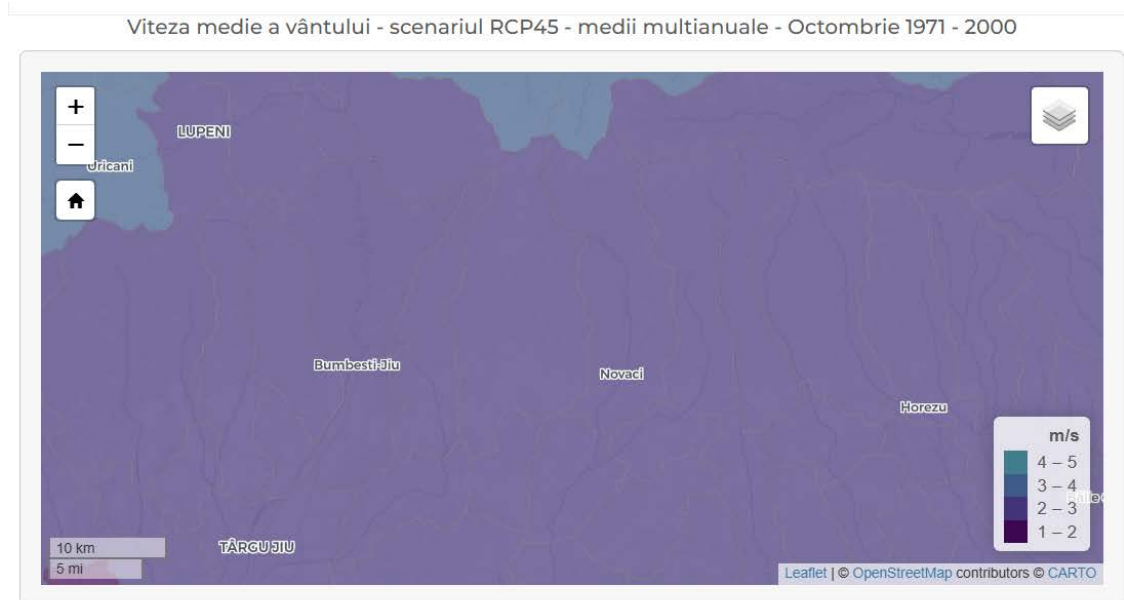 Viteza medie a vântului - scenariul RCP45 - medii multianuale - Octombrie 1971 - 2000
+
LUPENI
−
Uricani
Bumbesti-Jiu
Novaci
Horezu
m/s
4 – 5
3 – 4
2 – 3
1 – 2
TÂRGU JIU
10 km
5 mi
Leaflet | © OpenStreetMap contributors © CARTO